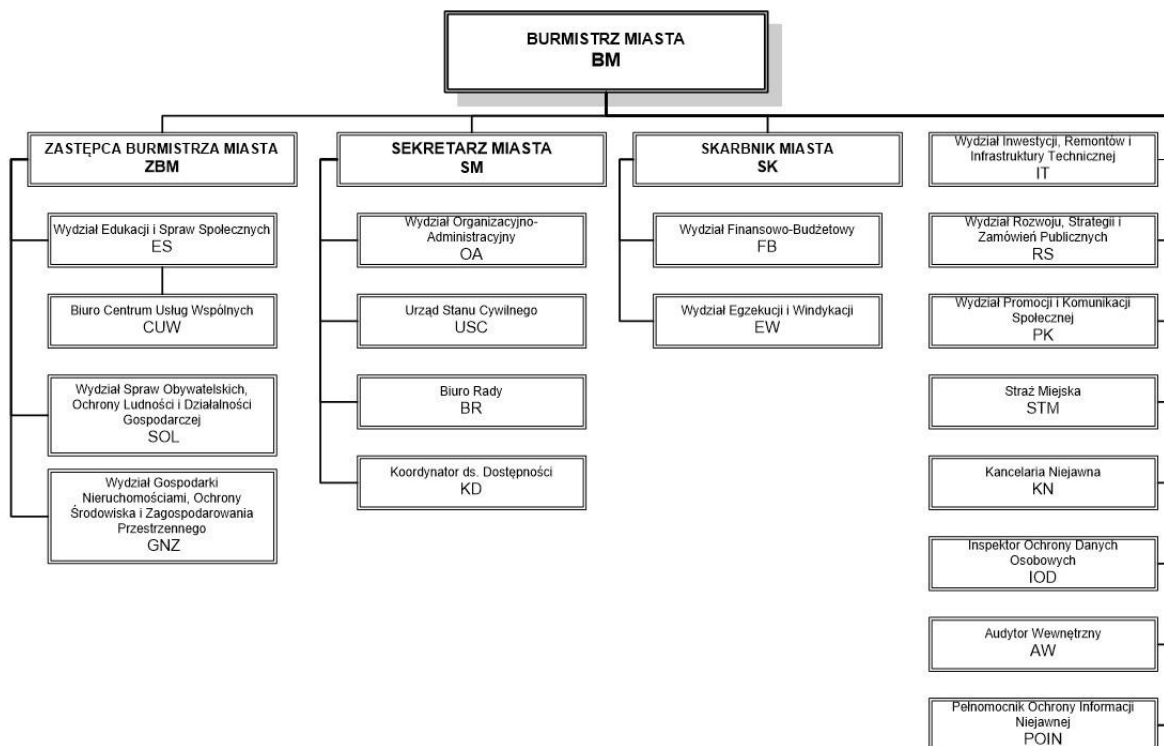 BURMISTRZ MIASTA
BM
ZASTĘPCA BURMISTRZA MIASTA
ZBM
Wydział Edukacji i Spraw Społecznych
ES
Biuro Centrum Usług Wspólnych
CUW
Wydział Spraw Obywatelskich,
Ochrony Ludności i Działalności
Gospodarczej
SOL
Wydział Gospodarki
Nieruchomościami, Ochrony
Środowiska i Zagospodarowania
Przestrzennego
GNZ
SEKRETARZ MIASTA
SM
Wydział Organizacyjno-
Administracyjny
OA
Urząd Stanu Cywilnego
USC
Biuro Rady
BR
Koordynator ds. Dostępności
KD
SKARBNIK MIASTA
SK
Wydział Finansowo-Budżetowy
FB
Wydział Egzekucji i Windykacji
EW
Wydział Inwestycji, Remontów i
Infrastruktury Technicznej
IT
Wydział Rozwoju, Strategii i
Zamówień Publicznych
RS
Wydział Promocji i Komunikacji
Społecznej
PK
Straż Miejska
STM
Kancelaria Niejawna
KN
Inspektor Ochrony Danych
Osobowych
IOD
Audytor Wewnętrzny
AW
Pełnomocnik Ochrony Informacji
Niejawnej
POIN